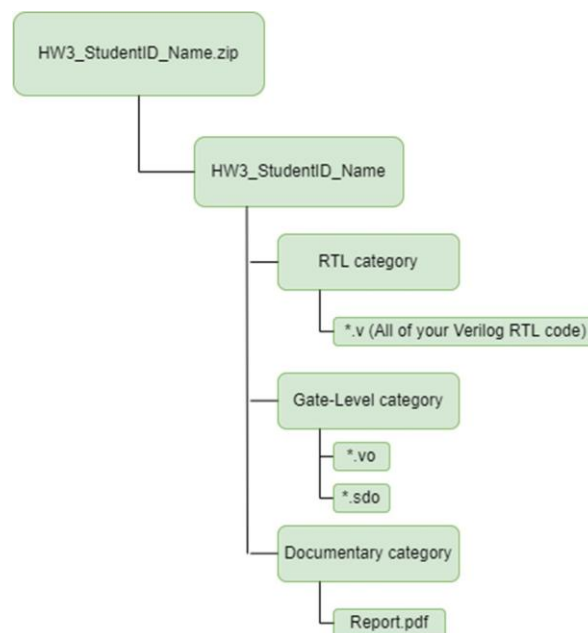 HW3_StudentID_Name.zip
HW3_StudentID_Name
RTL category
*.v (All of your Verilog RTL code)
Gate-Level category
*.vo
*.sdo
Documentary category
Report.pdf